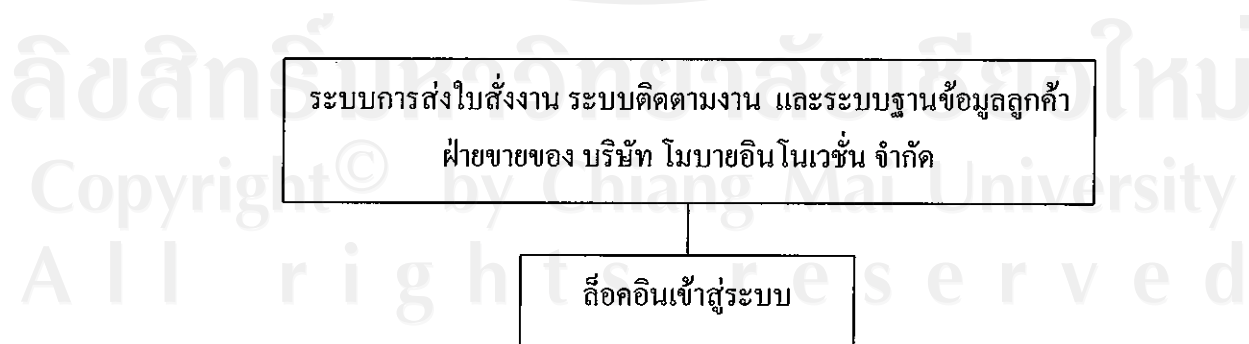 ลิขสิทธิ์มหาวิทยาลัยเชียงใหม่
ระบบการส่งใบสั่งงาน ระบบติดตามงาน และระบบฐานข้อมูลลูกค้า
ฝ่ายขายของ บริษัท โมบายอินโนเวชั่น จำกัด
Copyright© by Chiang Mai University
All rights reserved
ล็อคอินเข้าสู่ระบบ